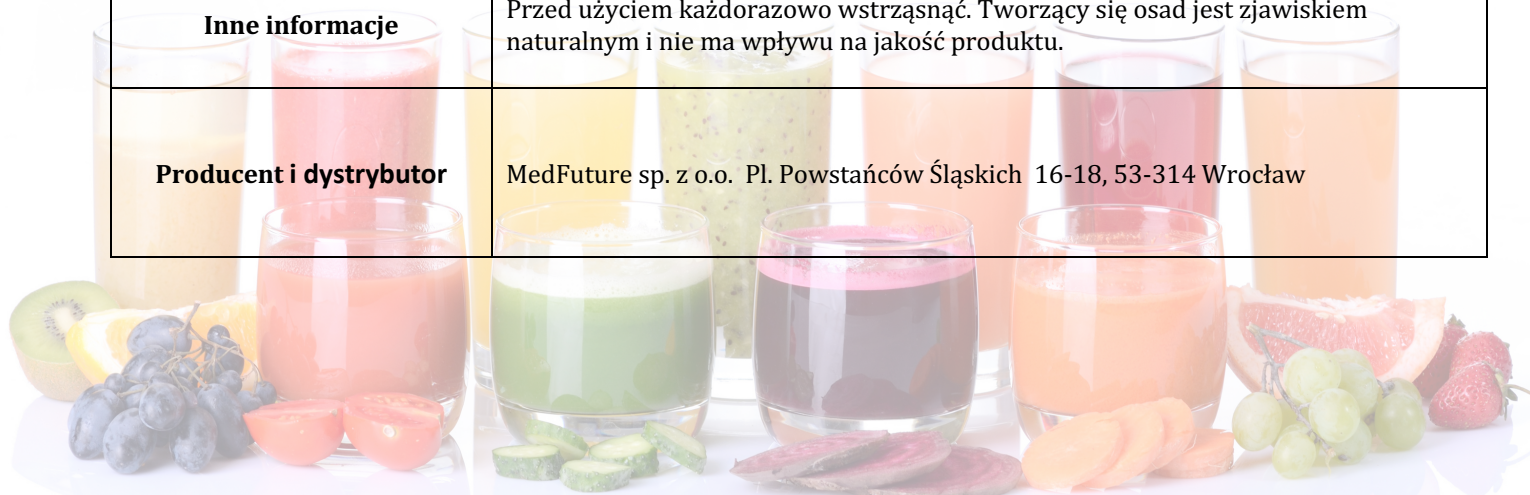 Przed użyciem każdorazowo wstrząsnąć. Tworzący się osad jest zjawiskiem
Inne informacje
naturalnym i nie ma wpływu na jakość produktu.
Producent i dystrybutor
MedFuture sp. z o.o. Pl. Powstańców Śląskich 16-18, 53-314 Wrocław